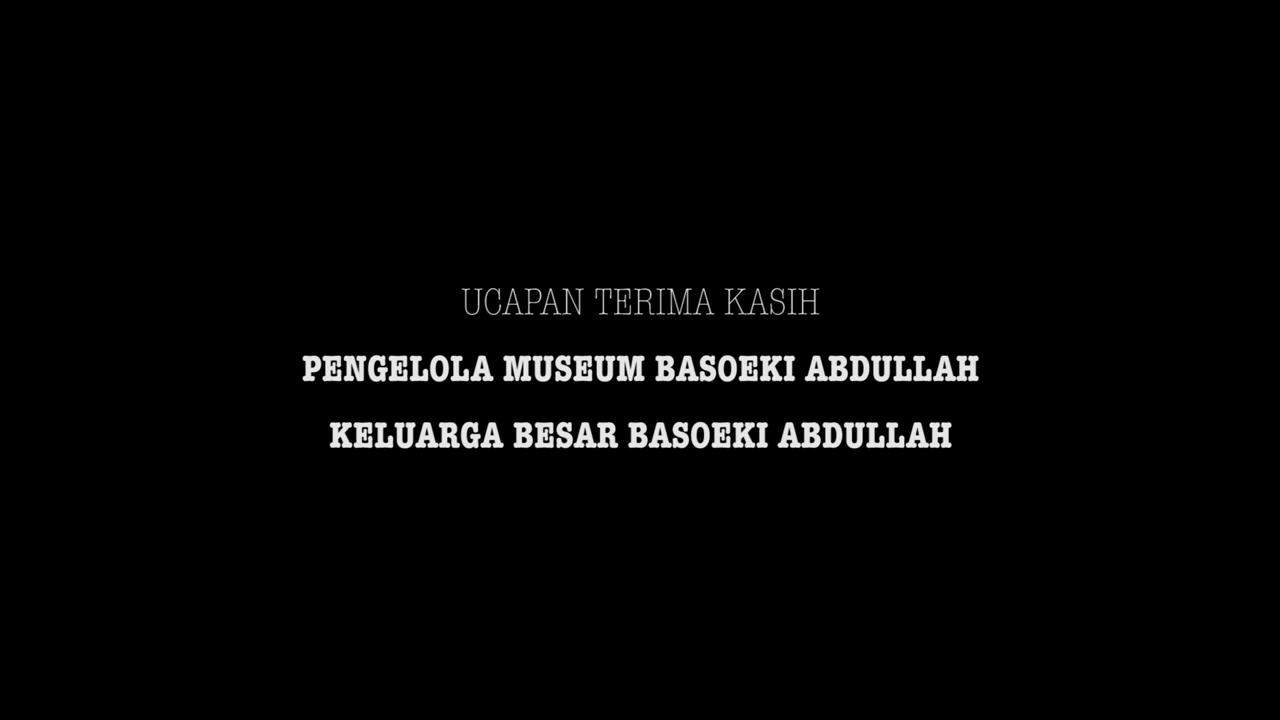 UCAPAN TERIMA KASIH
PENGELOLA MUSEUM BASOEKI ABDULLAH
KELUARGA BESAR BASOEKI ABDULLAH